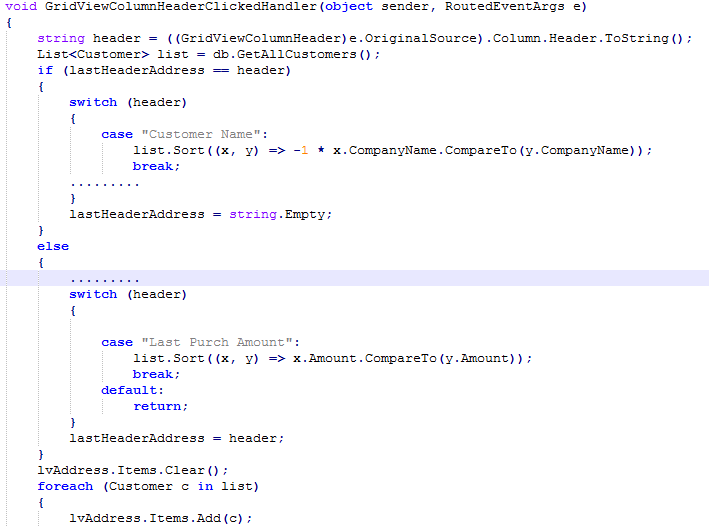 void GridViewColumnHeaderClickedHandler(object sender, RoutedEventArgs e)
{
    string header = ((GridViewColumnHeader)e.OriginalSource).Column.Header.ToString();
    List<Customer> list = db.GetAllCustomers();
    if (lastHeaderAddress == header)
    {
        switch (header)
        {
            case "Customer Name":
                list.Sort((x, y) => -1 * x.CompanyName.CompareTo(y.CompanyName));
                break;
        .........
        }
        lastHeaderAddress = string.Empty;
    }
    else
    {
        .........
        switch (header)
        {
            case "Last Purch Amount":
                list.Sort((x, y) => x.Amount.CompareTo(y.Amount));
                break;
            default:
                return;
        }
        lastHeaderAddress = header;
    }
    lvAddress.Items.Clear();
    foreach (Customer c in list)
    {
        lvAddress.Items.Add(c);